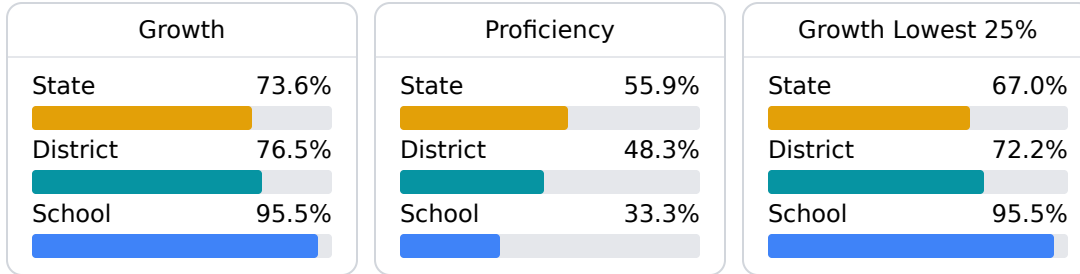 Growth
State 73.6%
District 76.5%
School 95.5%
Proficiency
State 55.9%
District 48.3%
School 33.3%
Growth Lowest 25%
State 67.0%
District 72.2%
School 95.5%